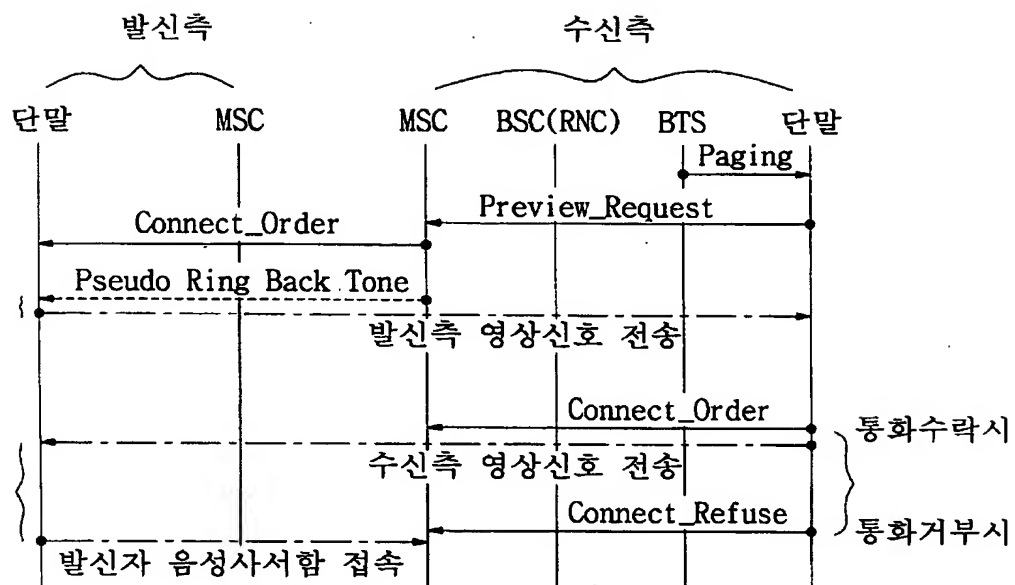 발신측 수신측
단말 MSC MSC BSC(RNC) BTS 단말
Paging
Preview_Request
Connect_Order
Pseudo Ring Back Tone
발신측 영상신호 전송
Connect_Order
통화수락시
수신측 영상신호 전송
Connect_Refuse
통화거부시
발신자 음성사서함 접속